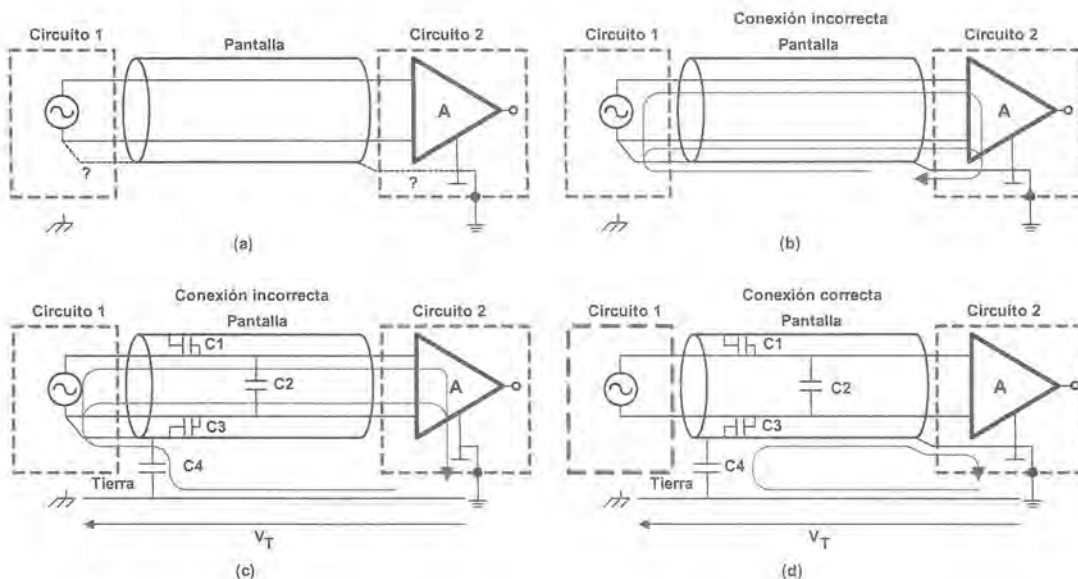 Circuito 1
Pantalla
Circuito 2
A
?
?
(a)
Conexión incorrecta
Circuito 1
Pantalla
Circuito 2
A
(b)
Conexión incorrecta
Circuito 1
Pantalla
Circuito 2
C1
C2
A
C3
C4
Tierra
VT
(c)
Conexión correcta
Circuito 1
Pantalla
Circuito 2
C1
C2
A
C3
C4
Tierra
VT
(d)